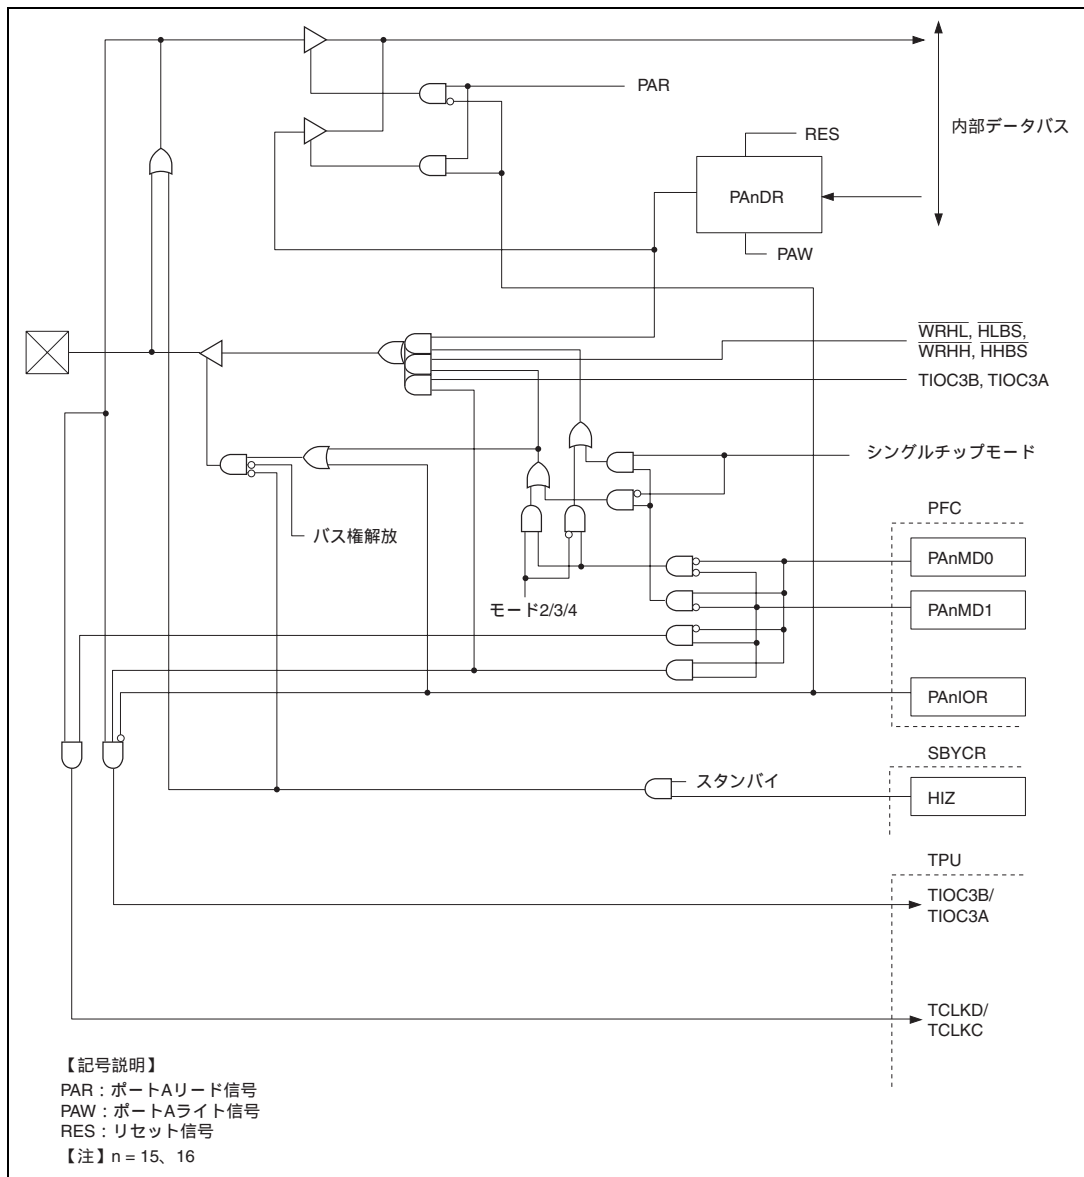 PAR
内部データバス
RES
PAnDR
PAW
WRHL, HLBS,
WRHH, HHBS
TIOC3B, TIOC3A
シングルチップモード
PFC
バス権解放
PAnMD0
モード2/3/4
PAnMD1
PAnIOR
SBYCR
スタンバイ
HIZ
TPU
TIOC3B/
TIOC3A
TCLKD/
TCLKC
【記号説明】
PAR：ポートAリード信号
PAW：ポートAライト信号
RES：リセット信号
【注】n = 15、16